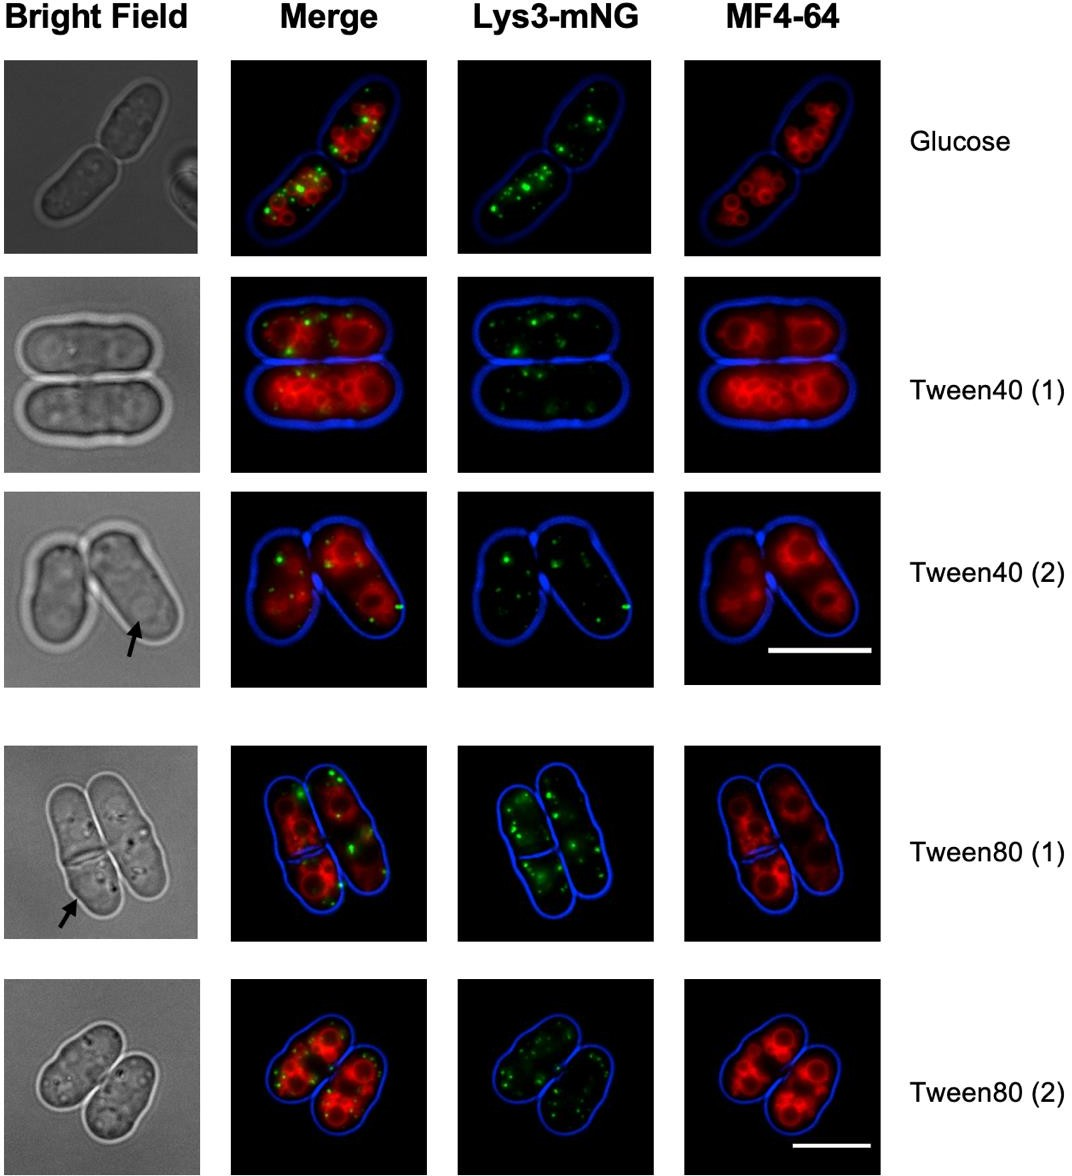 Bright Field Merge Lys3-mNG MF4-64
Glucose
Tween40 (1)
Tween40 (2)
Tween80 (1)
Tween80 (2)